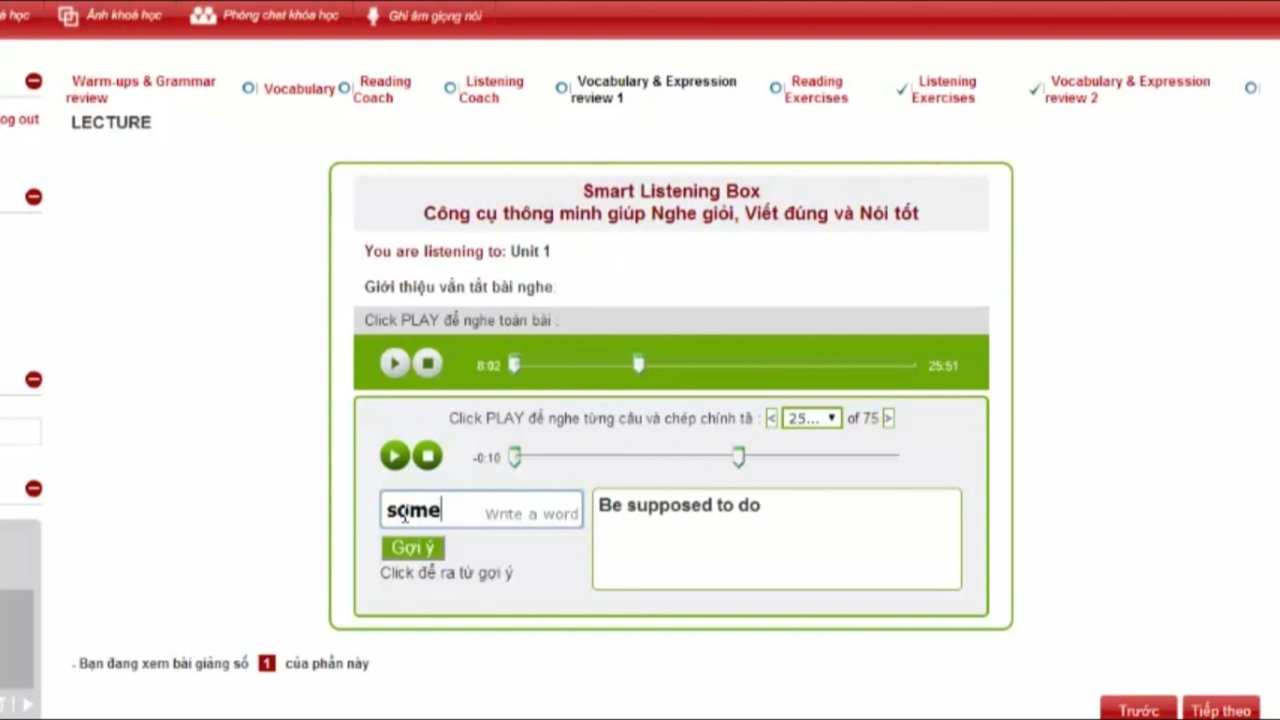 á học
Ảnh khoá học
Phòng chat khóa học
Ghi âm giọng nói
Warm-ups & Grammar
review
Vocabulary
Reading
Coach
Listening
Coach
Vocabulary & Expression
review 1
Reading
Exercises
Listening
Exercises
Vocabulary & Expression
review 2
og out
LECTURE
Smart Listening Box
Công cụ thông minh giúp Nghe giỏi, Viết đúng và Nói tốt
You are listening to: Unit 1
Giới thiệu vắn tắt bài nghe:
Click PLAY để nghe toàn bài :
8:02
25:51
Click PLAY để nghe từng câu và chép chính tả : < 25... ▼ of 75 >
-0:10
some
Write a word
Be supposed to do
Gợi ý
Click để ra từ gợi ý
- Bạn đang xem bài giảng số 1 của phần này
Trước
Tiếp theo